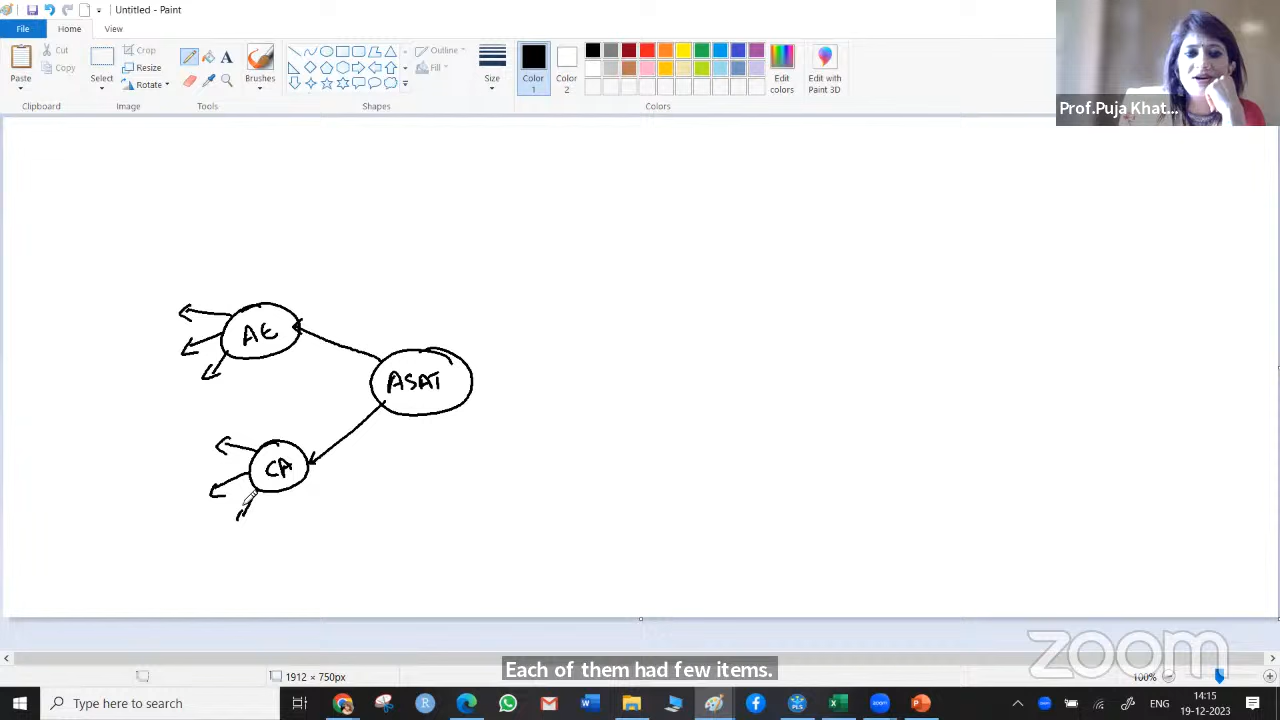 Untitled - Paint
File
Home
View
Paste
Cut
Copy
Clipboard
Select
Crop
Resize
Rotate
Image
Tools
Brushes
Shapes
Outline
Fill
Size
Color 1
Color 2
Edit colors
Edit with Paint 3D
Colors
Prof.Puja Khat...
AE
ASAT
CA
zoom
Each of them had few items.
1912 × 750px
100%
Type here to search
ENG
14:15
19-12-2023